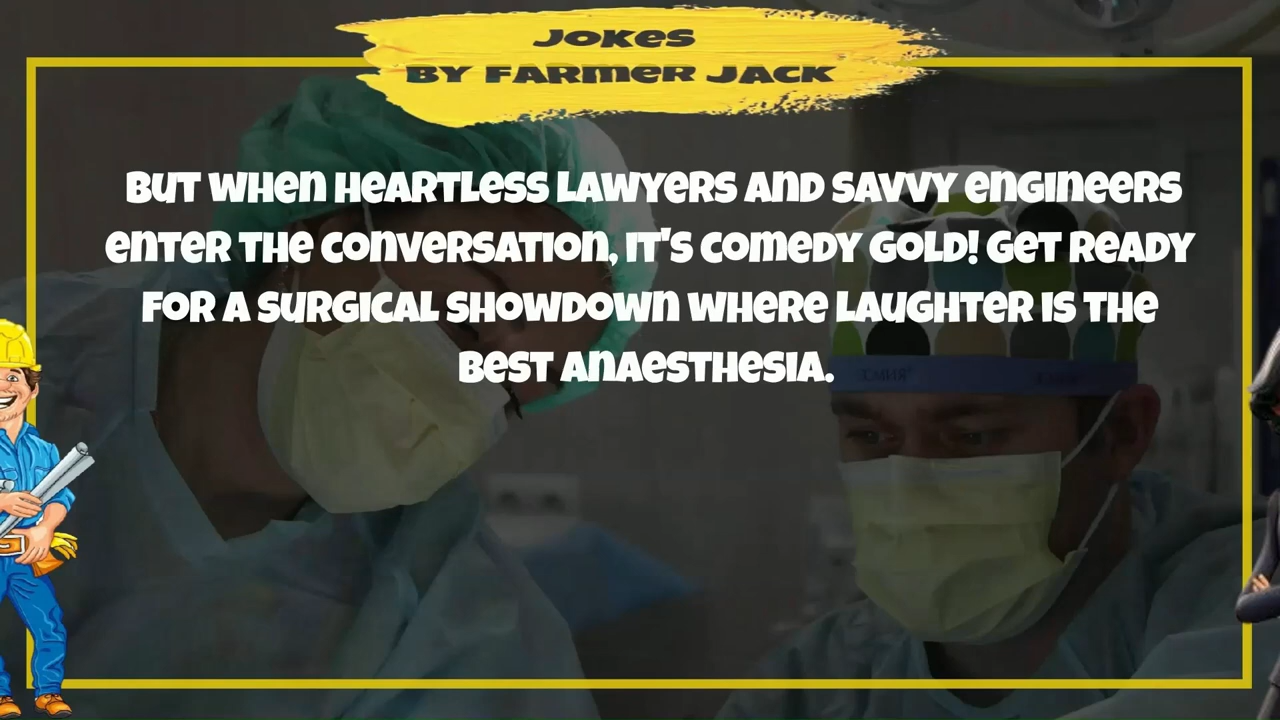 Jokes
by Farmer Jack
But when heartless lawyers and savvy engineers
enter the conversation, it's comedy gold! Get ready
for a surgical showdown where laughter is the
best anaesthesia.